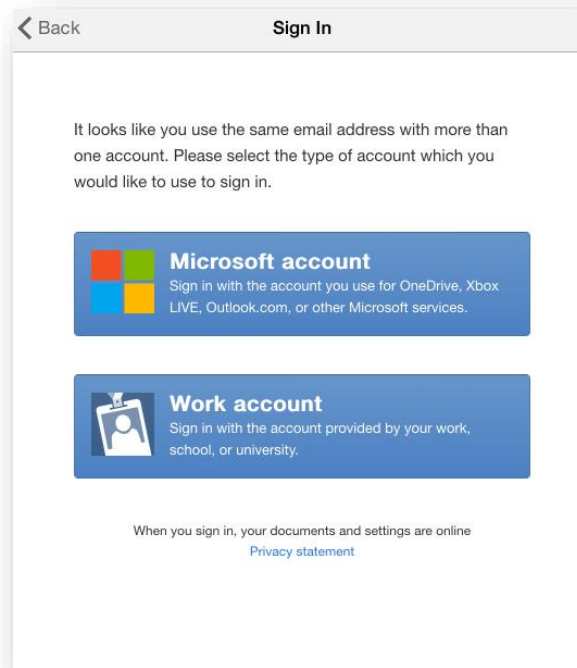 Back
Sign In
It looks like you use the same email address with more than
one account. Please select the type of account which you
would like to use to sign in.
Microsoft account
Sign in with the account you use for OneDrive, Xbox
LIVE, Outlook.com, or other Microsoft services.
Work account
Sign in with the account provided by your work,
school, or university.
When you sign in, your documents and settings are online
Privacy statement